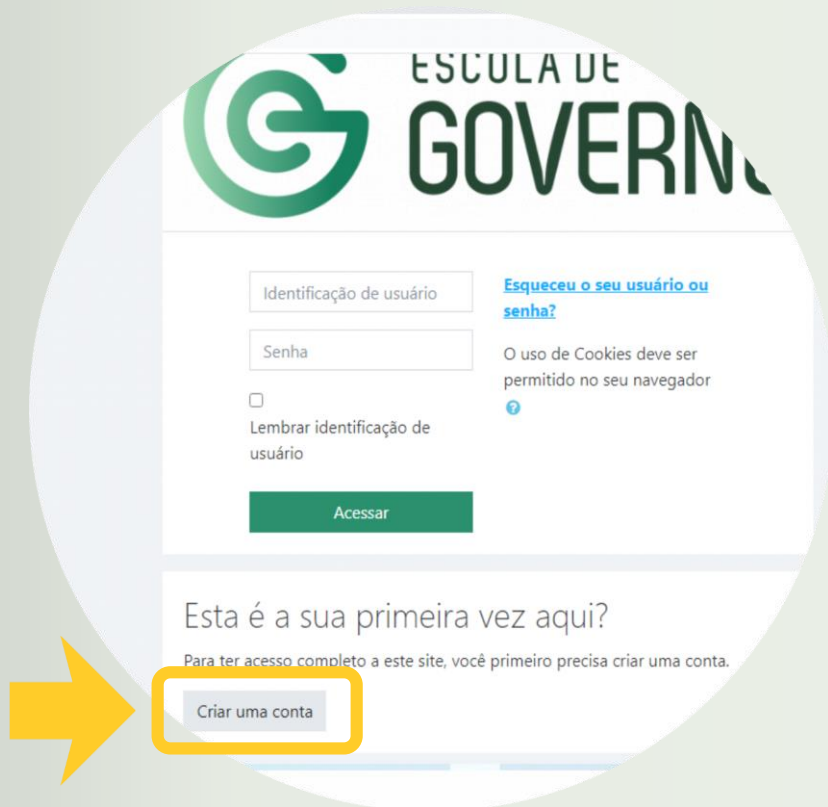 ESCOLA DE
GOVERNO
Identificação de usuário
Senha
Lembrar identificação de
usuário
Acessar
Esqueceu o seu usuário ou
senha?
O uso de Cookies deve ser
permitido no seu navegador
Esta é a sua primeira vez aqui?
Para ter acesso completo a este site, você primeiro precisa criar uma conta.
Criar uma conta